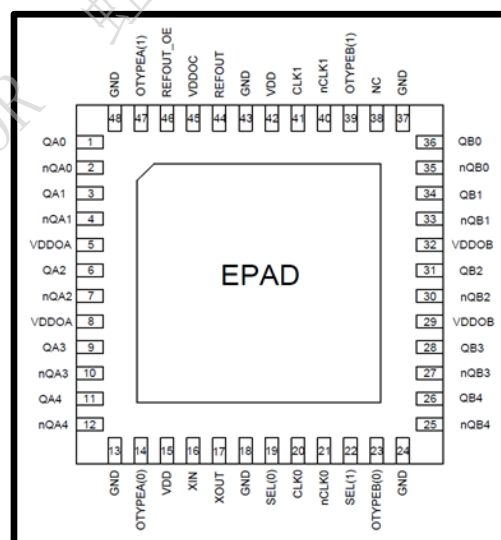 GND
OTYPEA(1)
REFOUT_OE
VDDOC
REFOUT
GND
VDD
CLK1
nCLK1
OTYPEB(1)
NC
GND
48 47 46 45 44 43 42 41 40 39 38 37
QA0 1 36 QB0
nQA0 2 35 nQB0
QA1 3 34 QB1
nQA1 4 33 nQB1
VDDOA 5 32 VDDOB
QA2 6 31 QB2
EPAD
nQA2 7 30 nQB2
VDDOA 8 29 VDDOB
QA3 9 28 QB3
nQA3 10 27 nQB3
QA4 11 26 QB4
nQA4 12 25 nQB4
13 14 15 16 17 18 19 20 21 22 23 24
GND
OTYPEA(0)
VDD
XIN
XOUT
GND
SEL(0)
CLK0
nCLK0
SEL(1)
OTYPEB(0)
GND